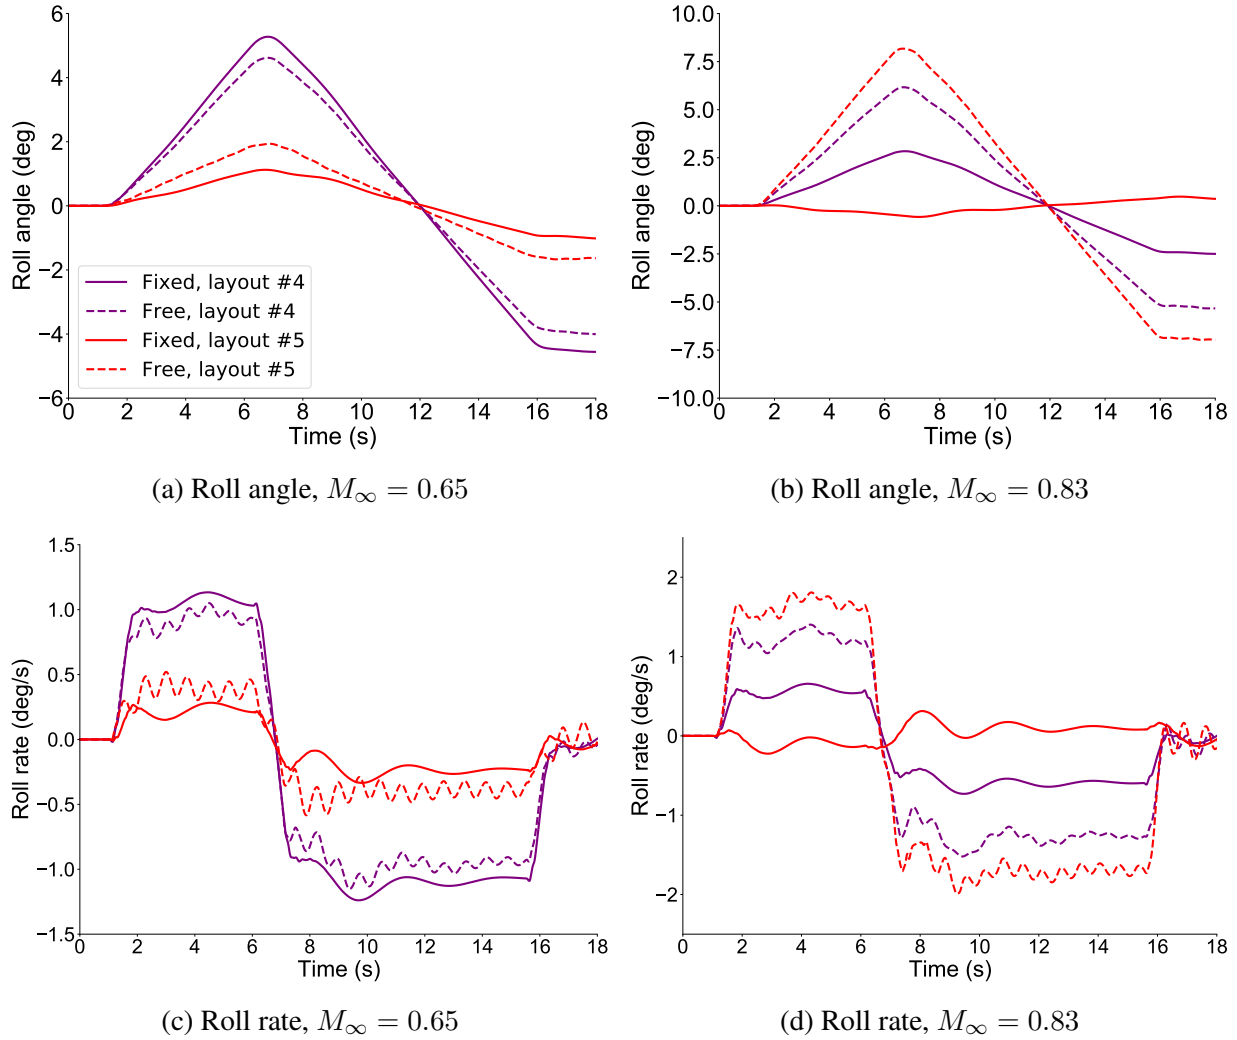 6
4
2
0
−2
−4
−6
Roll angle (deg)
Fixed, layout #4
Free, layout #4
Fixed, layout #5
Free, layout #5
0 2 4 6 8 10 12 14 16 18
Time (s)
(a) Roll angle, M∞ = 0.65
10.0
7.5
5.0
2.5
0.0
−2.5
−5.0
−7.5
−10.0
Roll angle (deg)
0 2 4 6 8 10 12 14 16 18
Time (s)
(b) Roll angle, M∞ = 0.83
1.5
1.0
0.5
0.0
−0.5
−1.0
−1.5
Roll rate (deg/s)
0 2 4 6 8 10 12 14 16 18
Time (s)
(c) Roll rate, M∞ = 0.65
2
1
0
−1
−2
Roll rate (deg/s)
0 2 4 6 8 10 12 14 16 18
Time (s)
(d) Roll rate, M∞ = 0.83